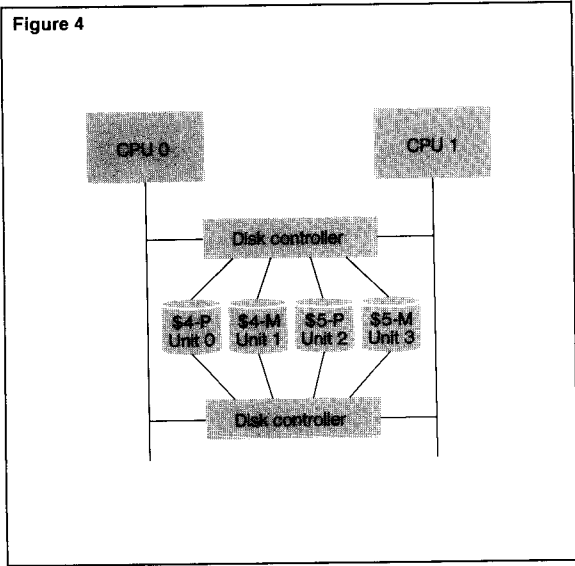 Figure 4
CPU 0
CPU 1
Disk controller
$4-P
Unit 0
$4-M
Unit 1
$5-P
Unit 2
$5-M
Unit 3
Disk controller